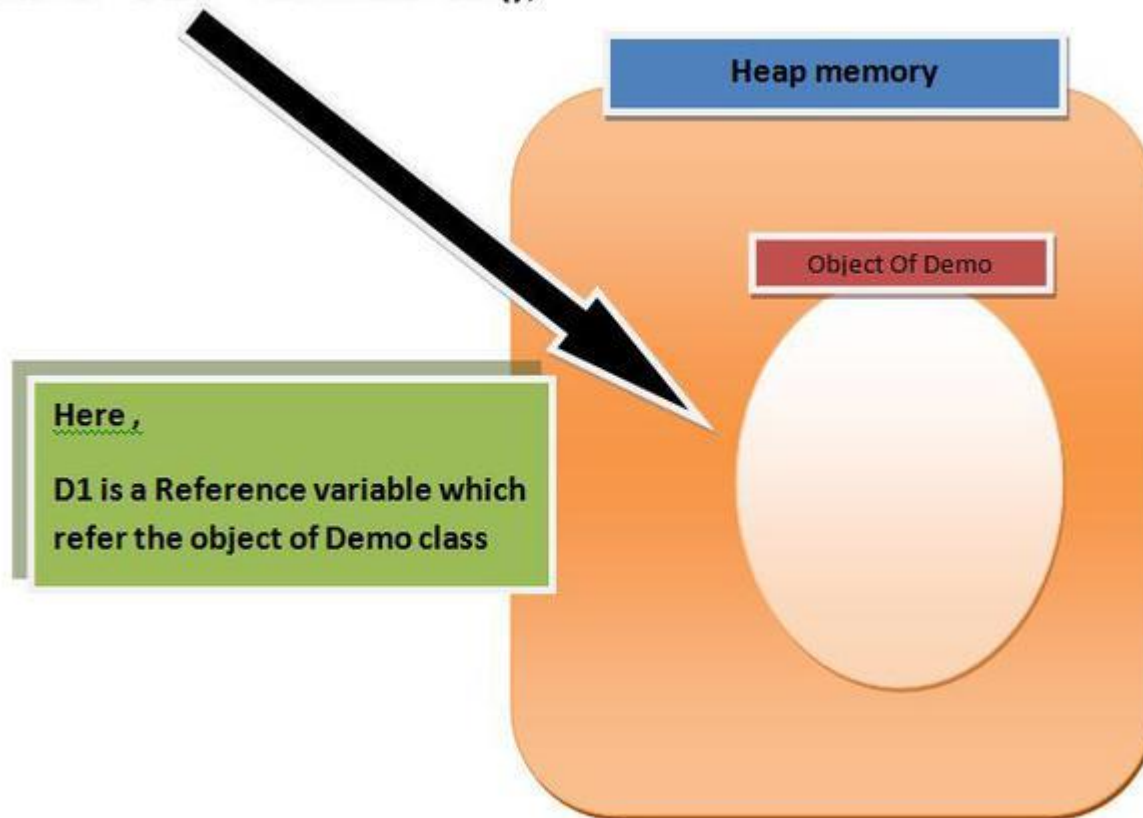 ();
Heap memory
Object Of Demo
Here ,
D1 is a Reference variable which
refer the object of Demo class